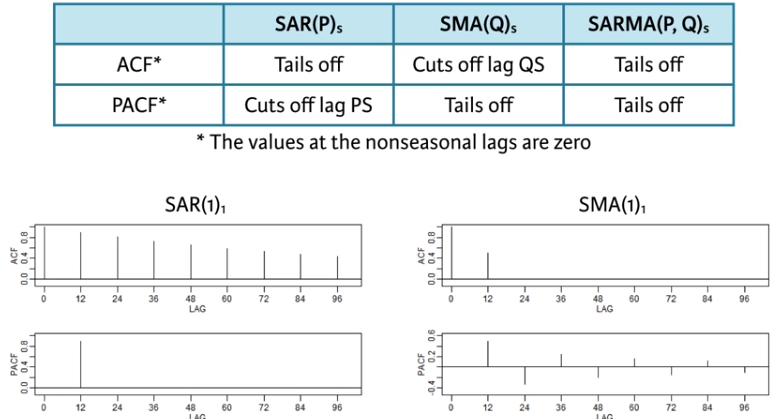 SAR(P)s SMA(Q)s SARMA(P, Q)s
ACF* Tails off Cuts off lag QS Tails off
PACF* Cuts off lag PS Tails off Tails off
* The values at the nonseasonal lags are zero
SAR(1)₁ SMA(1)₁
ACF
0.0 0.4 0.8
0 12 24 36 48 60 72 84 96
LAG
ACF
0.0 0.4 0.8
0 12 24 36 48 60 72 84 96
LAG
PACF
0.0 0.4 0.8
0 12 24 36 48 60 72 84 96
LAG
PACF
-0.4 0.2 0.6
0 12 24 36 48 60 72 84 96
LAG